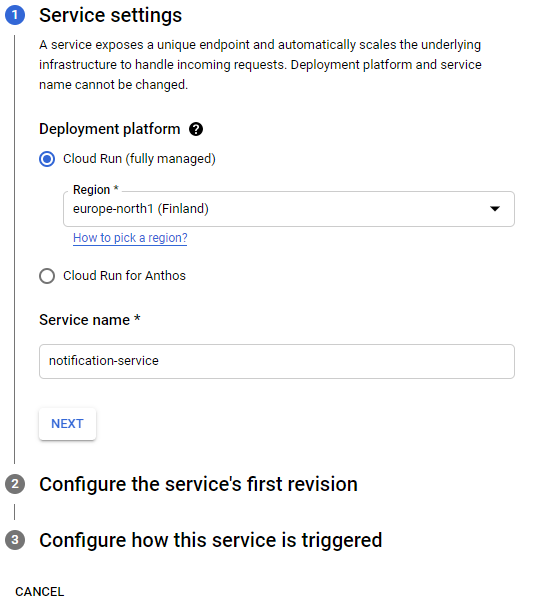 1 Service settings
A service exposes a unique endpoint and automatically scales the underlying
infrastructure to handle incoming requests. Deployment platform and service
name cannot be changed.
Deployment platform ?
Cloud Run (fully managed)
Region *
europe-north1 (Finland)
How to pick a region?
Cloud Run for Anthos
Service name *
notification-service
NEXT
2 Configure the service's first revision
3 Configure how this service is triggered
CANCEL